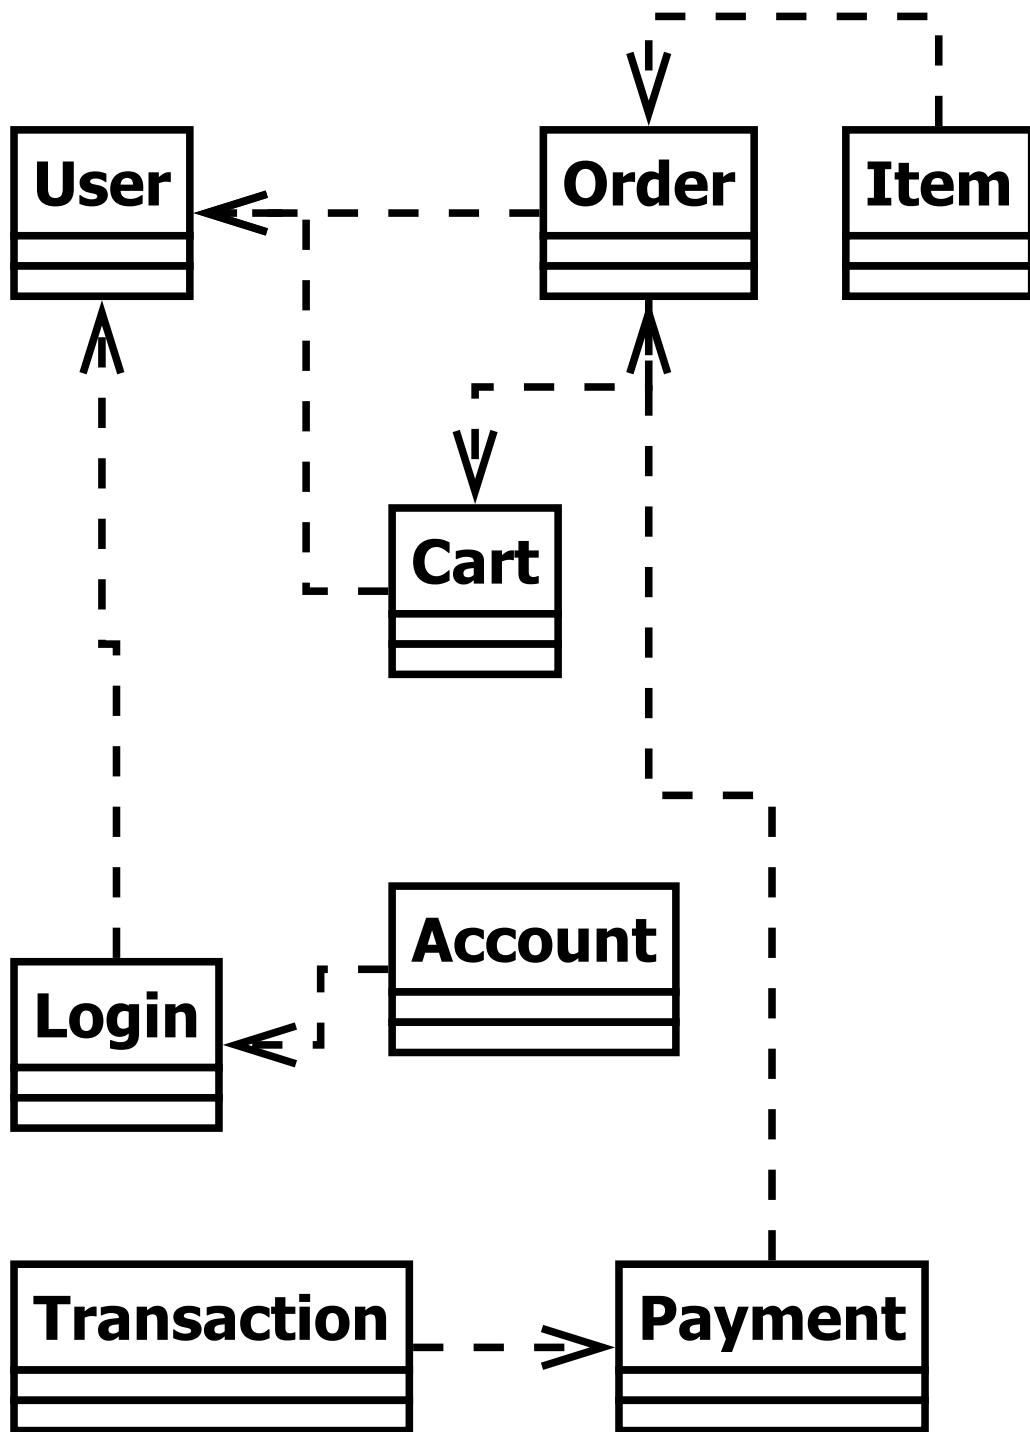 User
Order
Item
Cart
Account
Login
Transaction
Payment